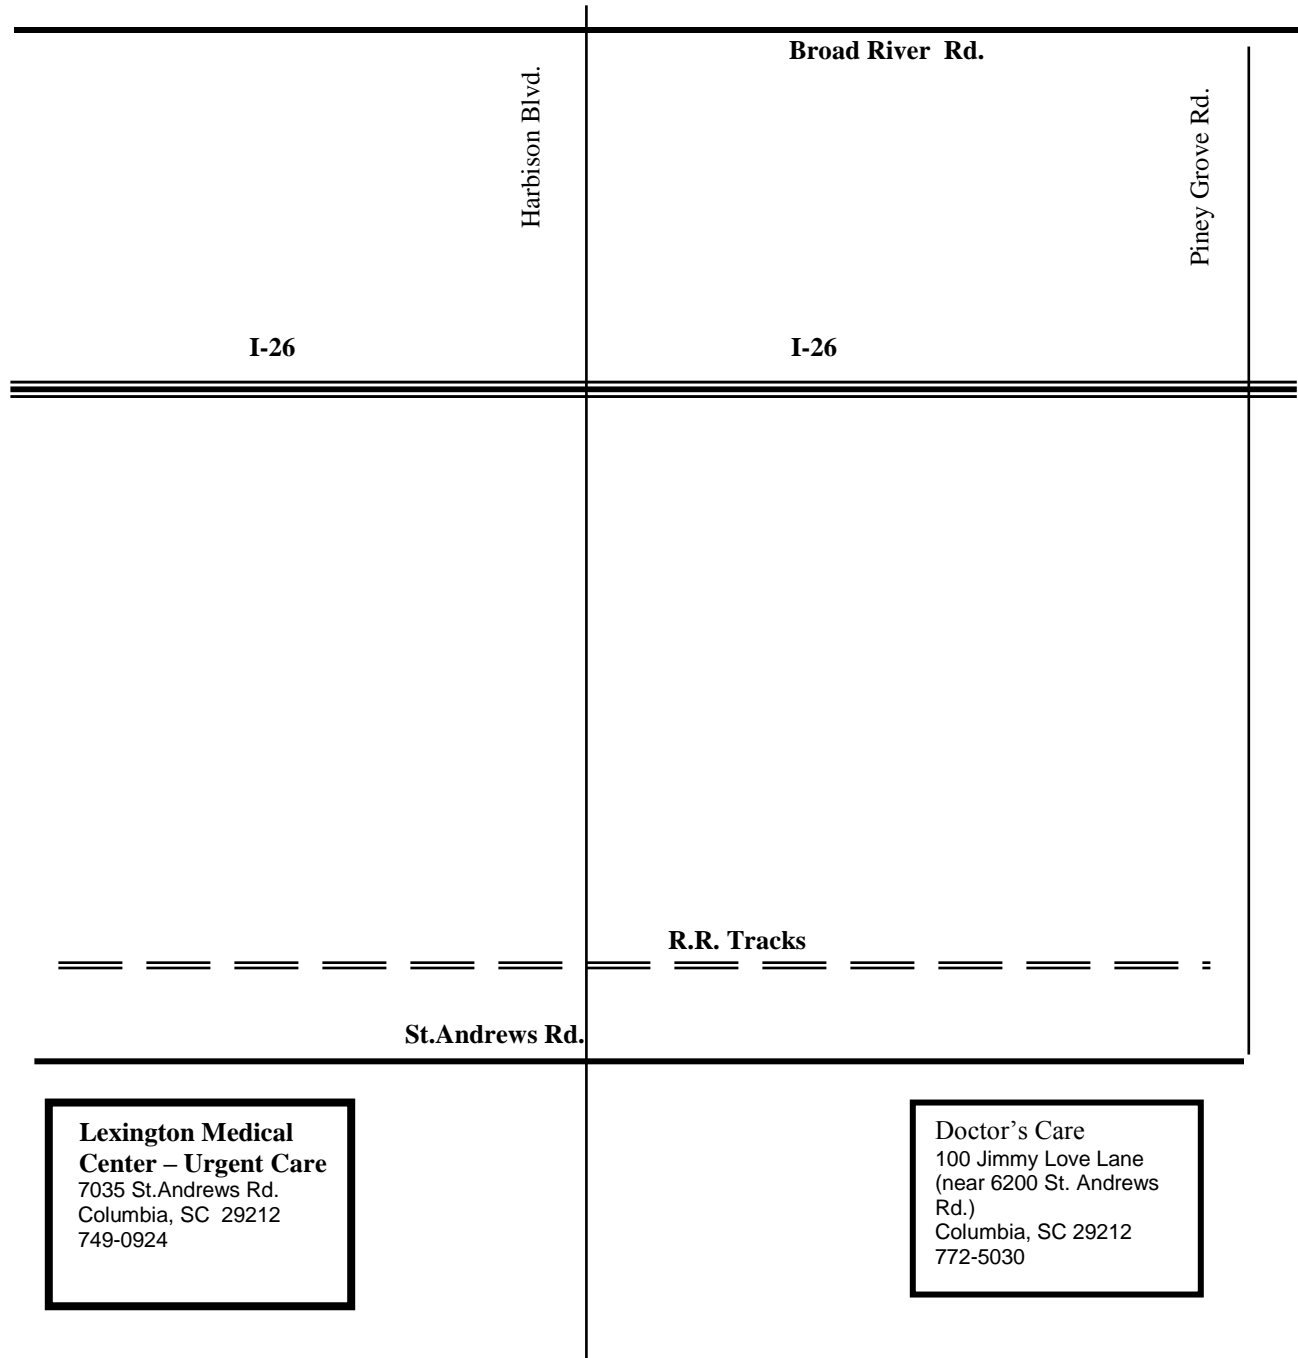 Broad River  Rd.
Harbison Blvd.
Piney Grove Rd.
I-26
I-26
R.R. Tracks
St.Andrews Rd.
Lexington Medical
Center – Urgent Care
7035 St.Andrews Rd.
Columbia, SC  29212
749-0924
Doctor’s Care
100 Jimmy Love Lane
(near 6200 St. Andrews
Rd.)
Columbia, SC 29212
772-5030